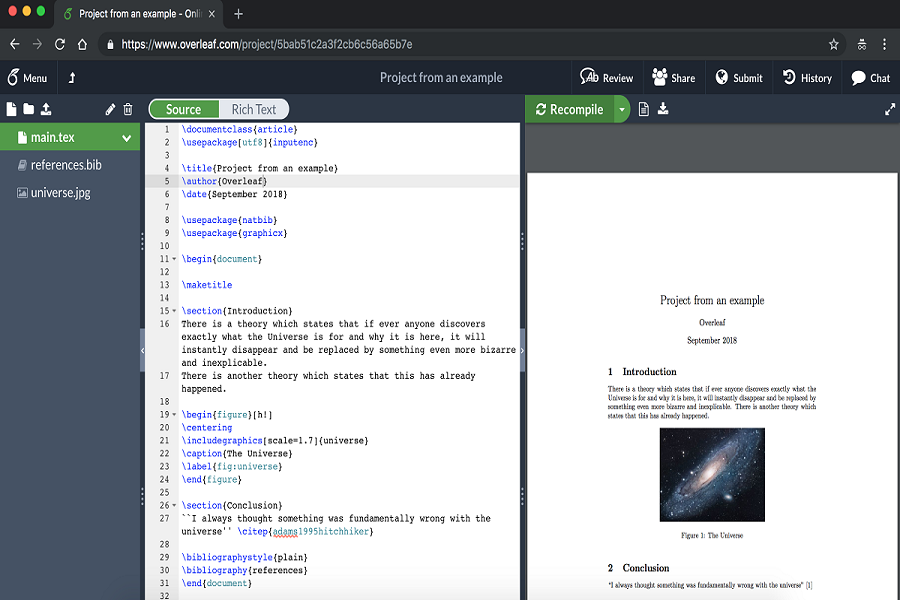 Project from an example - Onli
https://www.overleaf.com/project/5bab51c2a3f2cb6c56a65b7e
Menu
Project from an example
Review
Share
Submit
History
Chat
Source
Rich Text
Recompile
main.tex
references.bib
universe.jpg
1 \documentclass{article}
2 \usepackage[utf8]{inputenc}
3
4 \title{Project from an example}
5 \author{Overleaf}
6 \date{September 2018}
7
8 \usepackage{natbib}
9 \usepackage{graphicx}
10
11 \begin{document}
12
13 \maketitle
14
15 \section{Introduction}
16 There is a theory which states that if ever anyone discovers
exactly what the Universe is for and why it is here, it will
instantly disappear and be replaced by something even more bizarre
and inexplicable.
17 There is another theory which states that this has already
happened.
18
19 \begin{figure}[h!]
20 \centering
21 \includegraphics[scale=1.7]{universe}
22 \caption{The Universe}
23 \label{fig:universe}
24 \end{figure}
25
26 \section{Conclusion}
27 ``I always thought something was fundamentally wrong with the
universe'' \citep{adams1995hitchhiker}
28
29 \bibliographystyle{plain}
30 \bibliography{references}
31 \end{document}
32
Project from an example
Overleaf
September 2018
1 Introduction
There is a theory which states that if ever anyone discovers exactly what the
Universe is for and why it is here, it will instantly disappear and be replaced by
something even more bizarre and inexplicable. There is another theory which
states that this has already happened.
Figure 1: The Universe
2 Conclusion
“I always thought something was fundamentally wrong with the universe” [1]